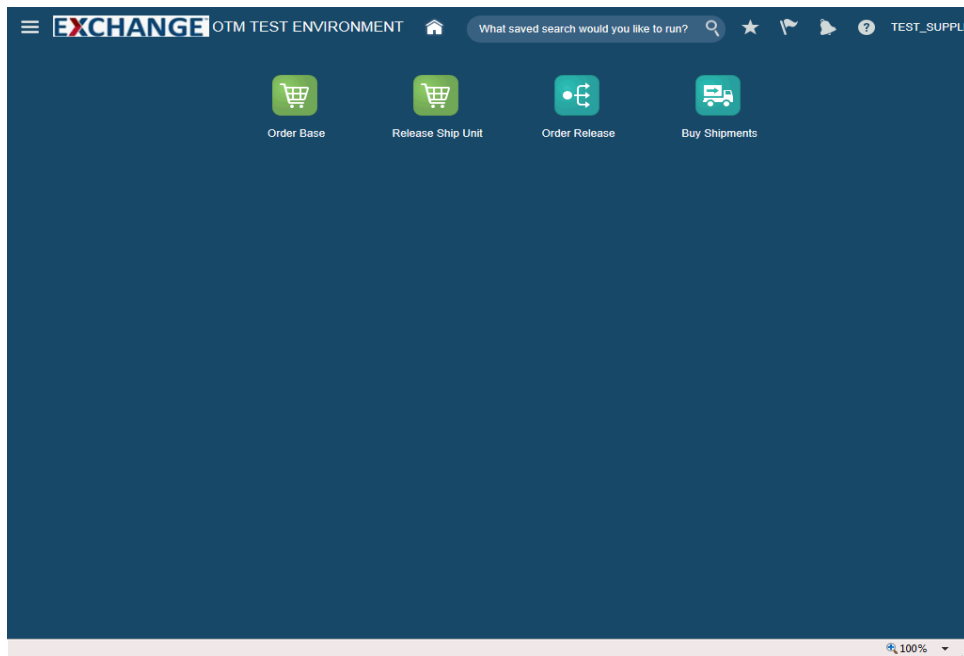 EXCHANGE OTM TEST ENVIRONMENT What saved search would you like to run? ? TEST_SUPPL
Order Base Release Ship Unit Order Release Buy Shipments
100%